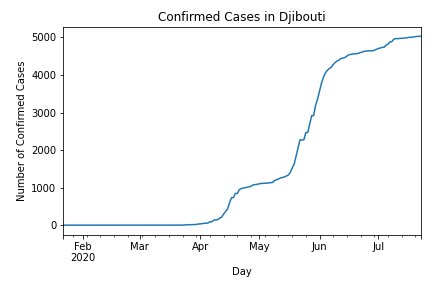 Confirmed Cases in Djibouti
Number of Confirmed Cases
5000
4000
3000
2000
1000
0
Feb Mar Apr May Jun Jul
2020
Day